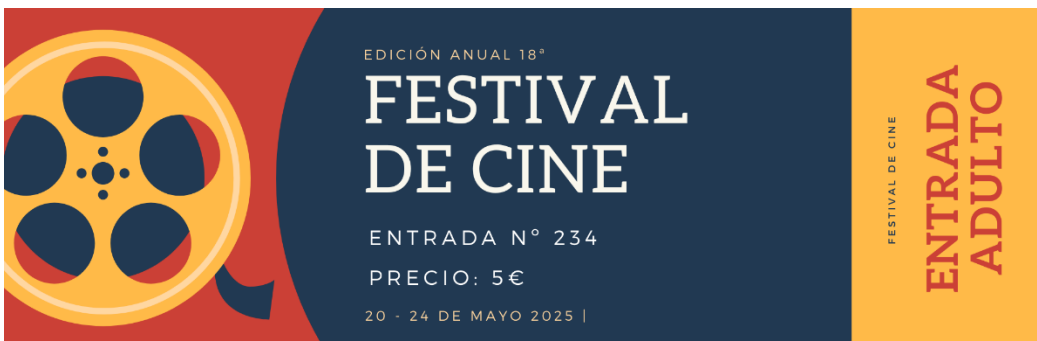 EDICIÓN ANUAL 18ª
FESTIVAL
DE CINE
ENTRADA Nº 234
PRECIO: 5€
20 - 24 DE MAYO 2025 |
FESTIVAL DE CINE
ENTRADA
ADULTO